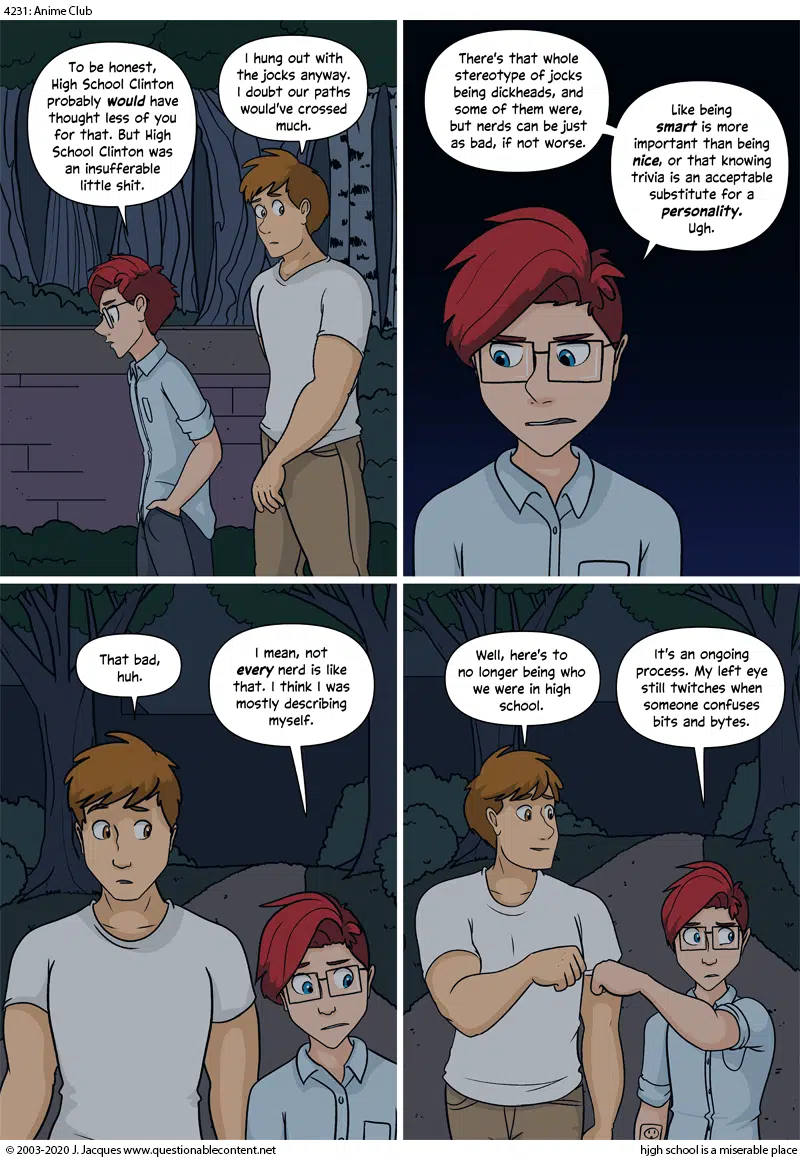 4231: Anime Club
To be honest,
High School Clinton
probably would have
thought less of you
for that. But High
School Clinton was
an insufferable
little shit.
I hung out with
the jocks anyway.
I doubt our paths
would've crossed
much.
There's that whole
stereotype of jocks
being dickheads, and
some of them were,
but nerds can be just
as bad, if not worse.
Like being
smart is more
important than being
nice, or that knowing
trivia is an acceptable
substitute for a
personality.
Ugh.
That bad,
huh.
I mean, not
every nerd is like
that. I think I was
mostly describing
myself.
Well, here's to
no longer being who
we were in high
school.
It's an ongoing
process. My left eye
still twitches when
someone confuses
bits and bytes.
© 2003-2020 J. Jacques www.questionablecontent.net
hjgh school is a miserable place